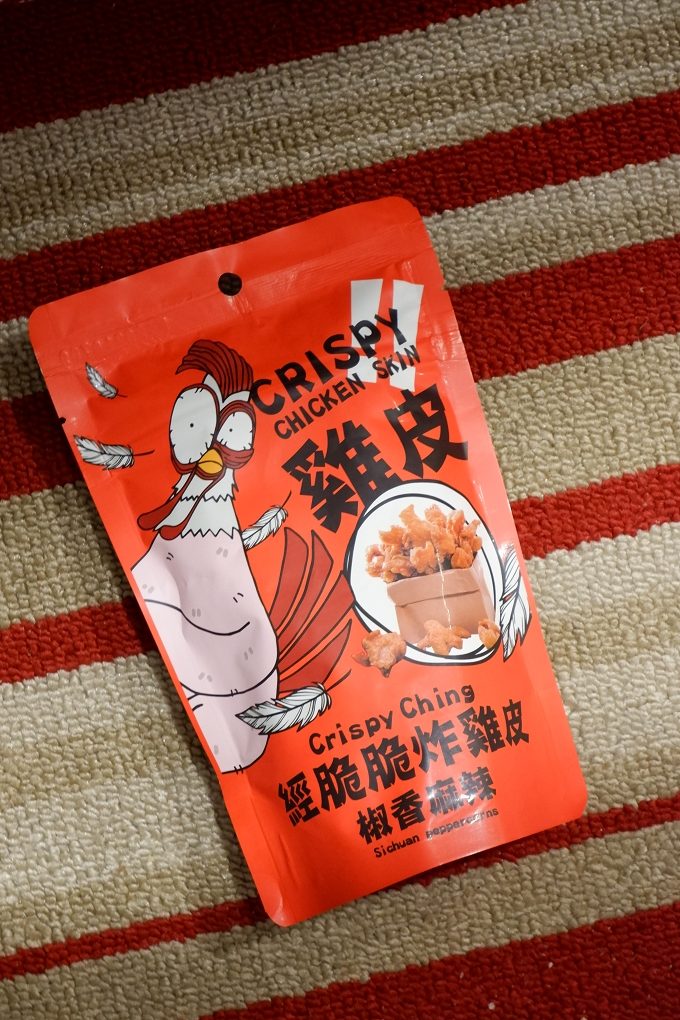 CRISPY
CHICKEN SKIN
雞皮
Crispy Ching
經脆脆炸雞皮
椒香麻辣
Sichuan Peppercorns